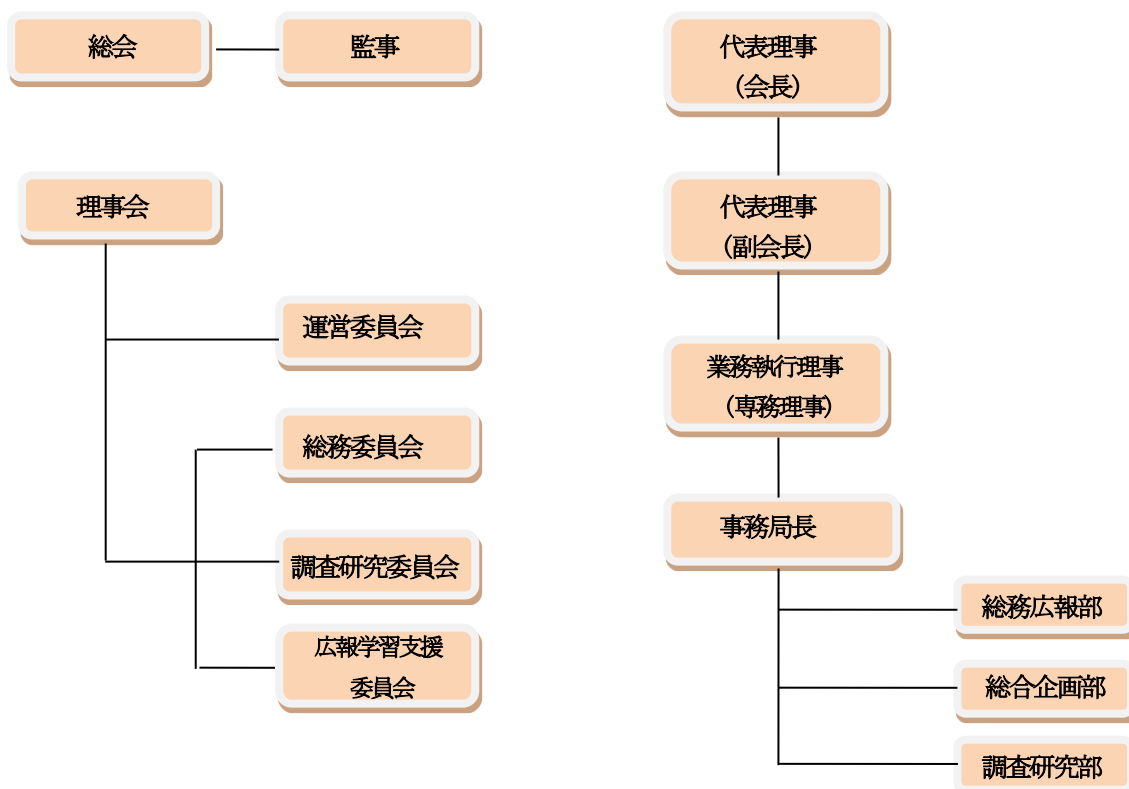 総会
監事
理事会
運営委員会
総務委員会
調査研究委員会
広報学習支援
委員会
代表理事
（会長）
代表理事
（副会長）
業務執行理事
（専務理事）
事務局長
総務広報部
総合企画部
調査研究部